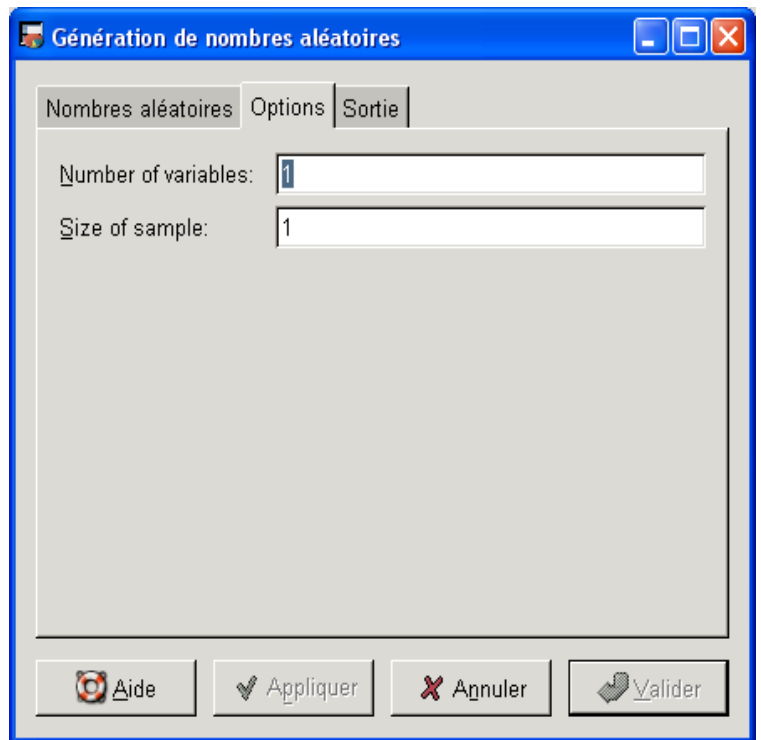 Génération de nombres aléatoires
Nombres aléatoires Options Sortie
Number of variables: 1
Size of sample: 1
Aide Appliquer Annuler Valider